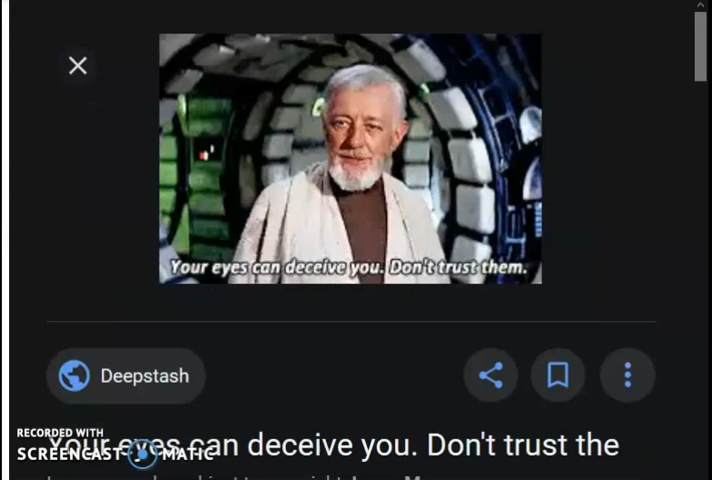 Your eyes can deceive you. Don't trust them.
Deepstash
RECORDED WITH
Your eyes can deceive you. Don't trust the
SCREENCAST MATIC